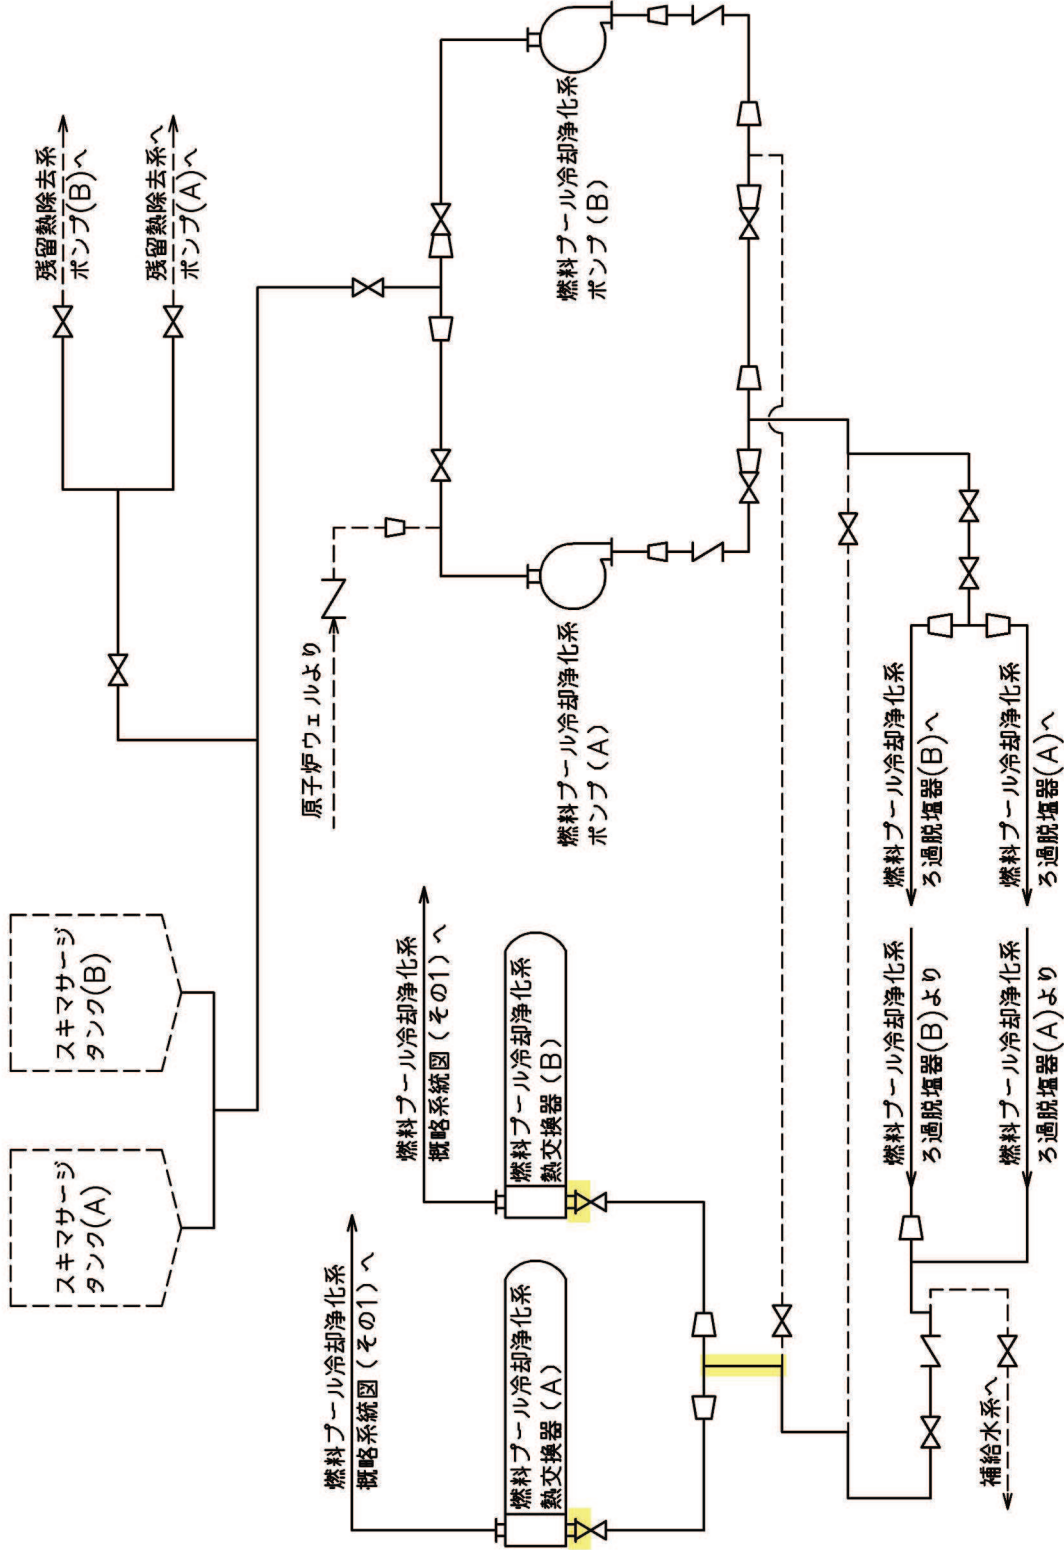 スキマサージ
タンク(A)
スキマサージ
タンク(B)
残留熱除去系
ポンプ(B)へ
残留熱除去系へ
ポンプ(A)へ
原子炉ウェルより
燃料プール冷却浄化系
概略系統図(その1)へ
燃料プール冷却浄化系
概略系統図(その1)へ
燃料プール冷却浄化系
熱交換器(A)
燃料プール冷却浄化系
熱交換器(B)
燃料プール冷却浄化系
ポンプ(A)
燃料プール冷却浄化系
ポンプ(B)
燃料プール冷却浄化系
ろ過脱塩器(B)より
燃料プール冷却浄化系
ろ過脱塩器(B)へ
補給水系へ
燃料プール冷却浄化系
ろ過脱塩器(A)より
燃料プール冷却浄化系
ろ過脱塩器(A)へ